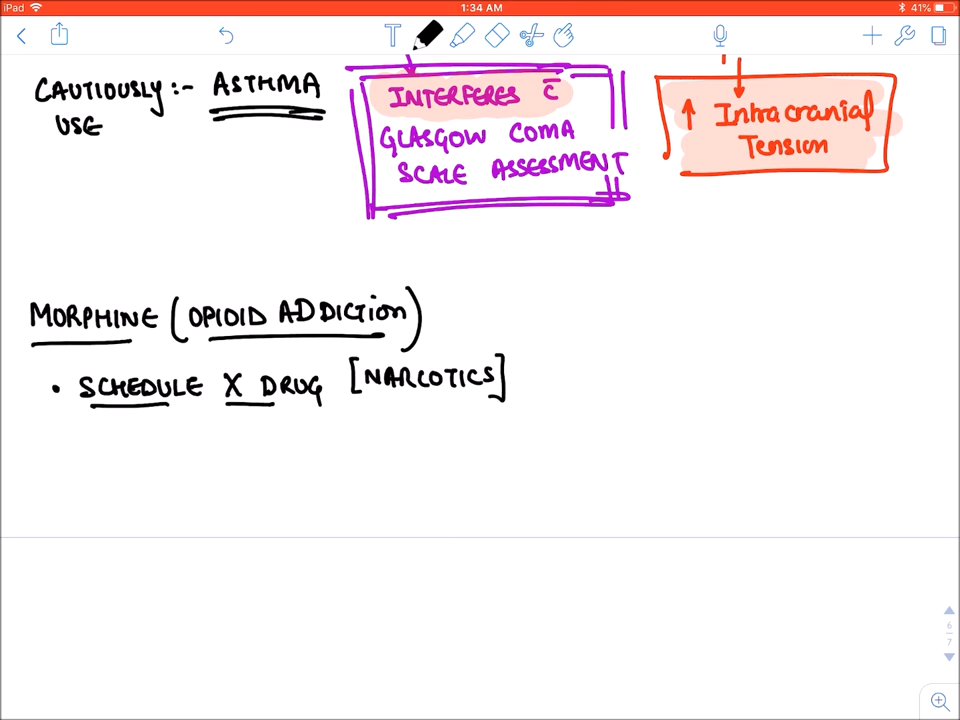 iPad
1:34 AM
41%
T
CAUTIOUSLY :- ASTHMA
USE
INTERFERES c̄
GLASGOW COMA
SCALE ASSESSMENT
↑ Intracranial
Tension
MORPHINE (OPIOID ADDICTION)
• SCHEDULE X DRUG [NARCOTICS]
6
7